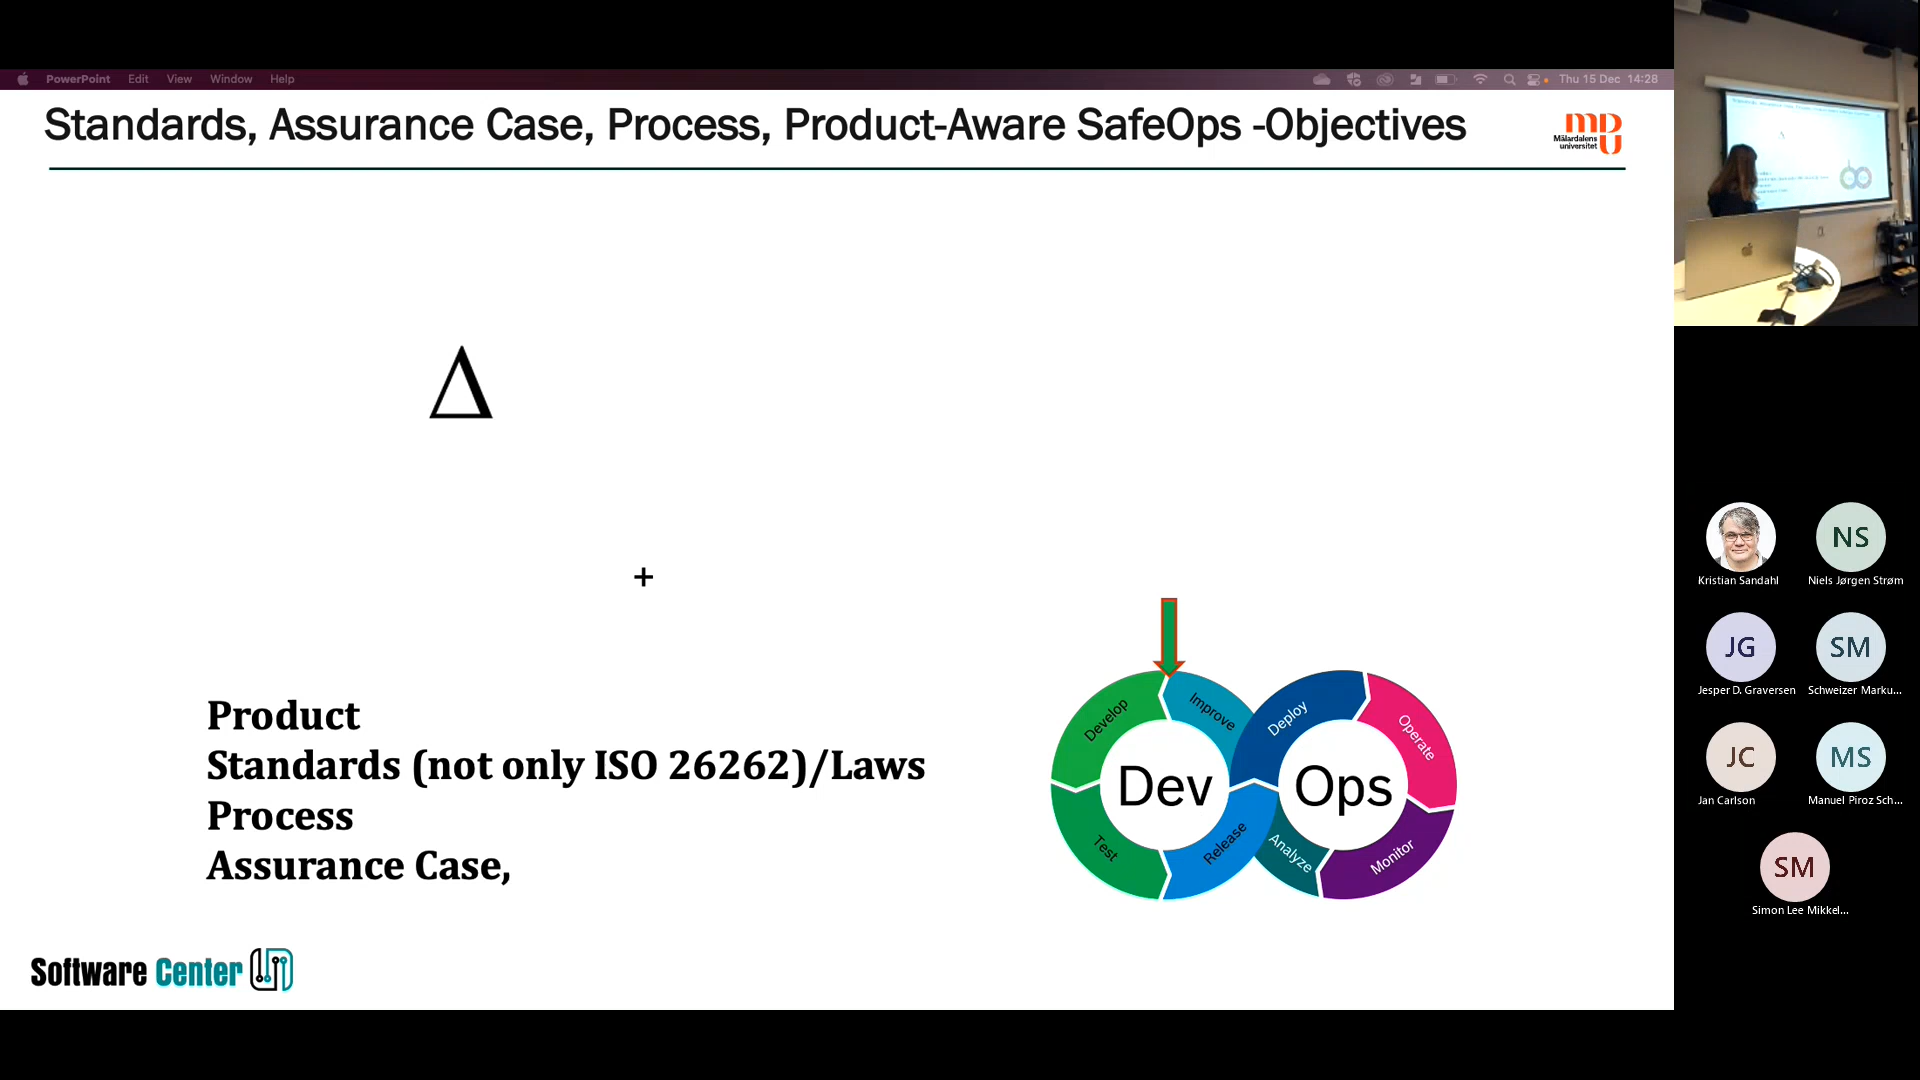 PowerPoint Edit View Window Help
Thu 15 Dec 14:28
Standards, Assurance Case, Process, Product-Aware SafeOps -Objectives
Mälardalens
universitet
Δ
+
Product
Standards (not only ISO 26262)/Laws
Process
Assurance Case,
Develop
Improve
Deploy
Operate
Dev
Ops
Test
Release
Analyze
Monitor
Software Center
Kristian Sandahl
NS
Niels Jørgen Strøm
JG
Jesper D. Graversen
SM
Schweizer Marku...
JC
Jan Carlson
MS
Manuel Piroz Sch...
SM
Simon Lee Mikkel...